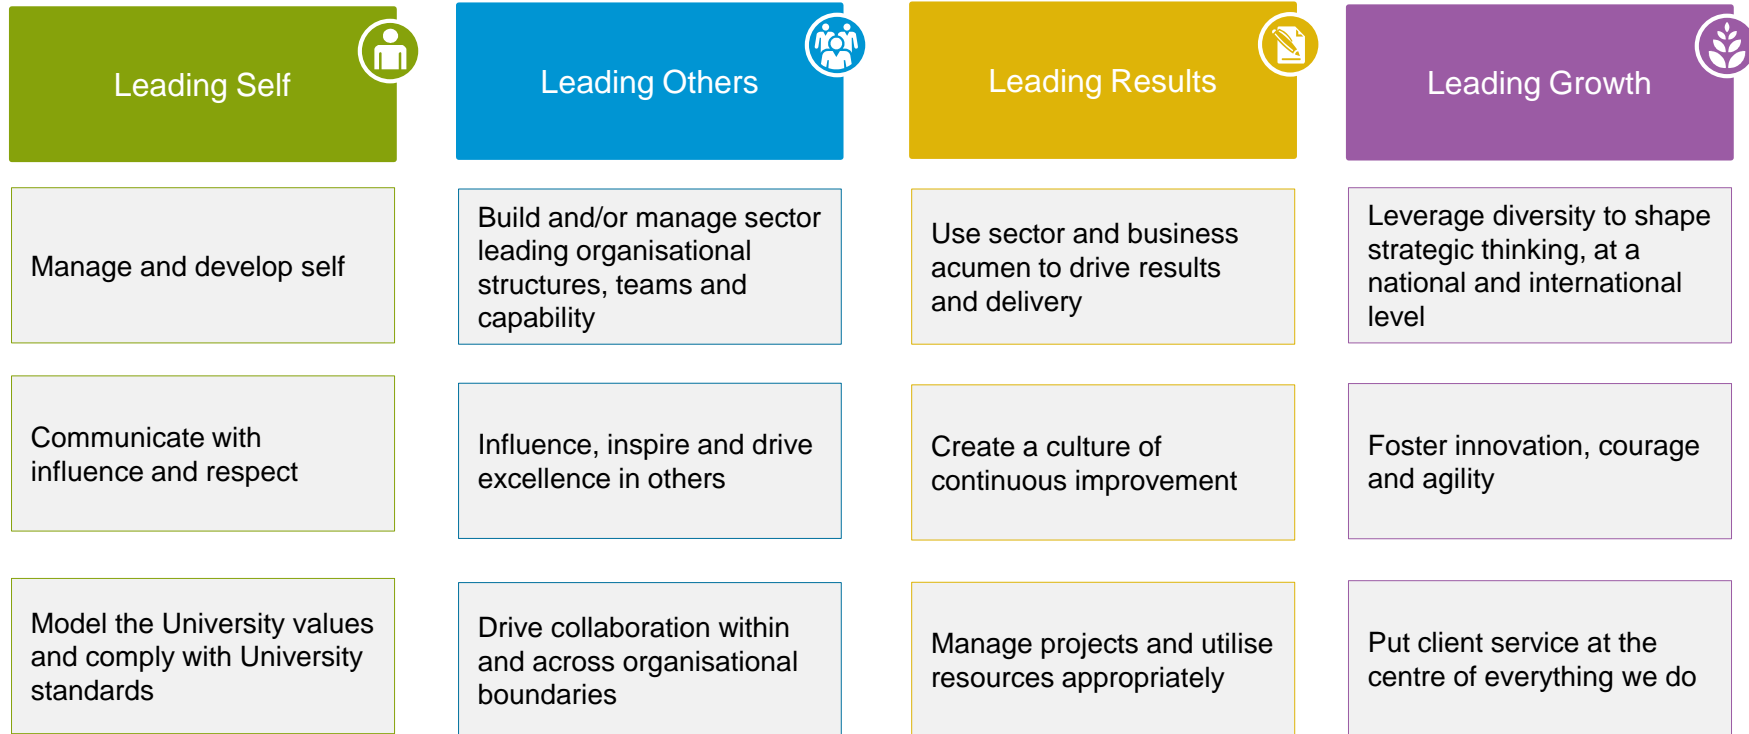 Leading Self
Leading Others
Leading Results
Leading Growth
Manage and develop self
Build and/or manage sector
leading organisational
structures, teams and
capability
Use sector and business
acumen to drive results
and delivery
Leverage diversity to shape
strategic thinking, at a
national and international
level
Communicate with
influence and respect
Influence, inspire and drive
excellence in others
Create a culture of
continuous improvement
Foster innovation, courage
and agility
Model the University values
and comply with University
standards
Drive collaboration within
and across organisational
boundaries
Manage projects and utilise
resources appropriately
Put client service at the
centre of everything we do